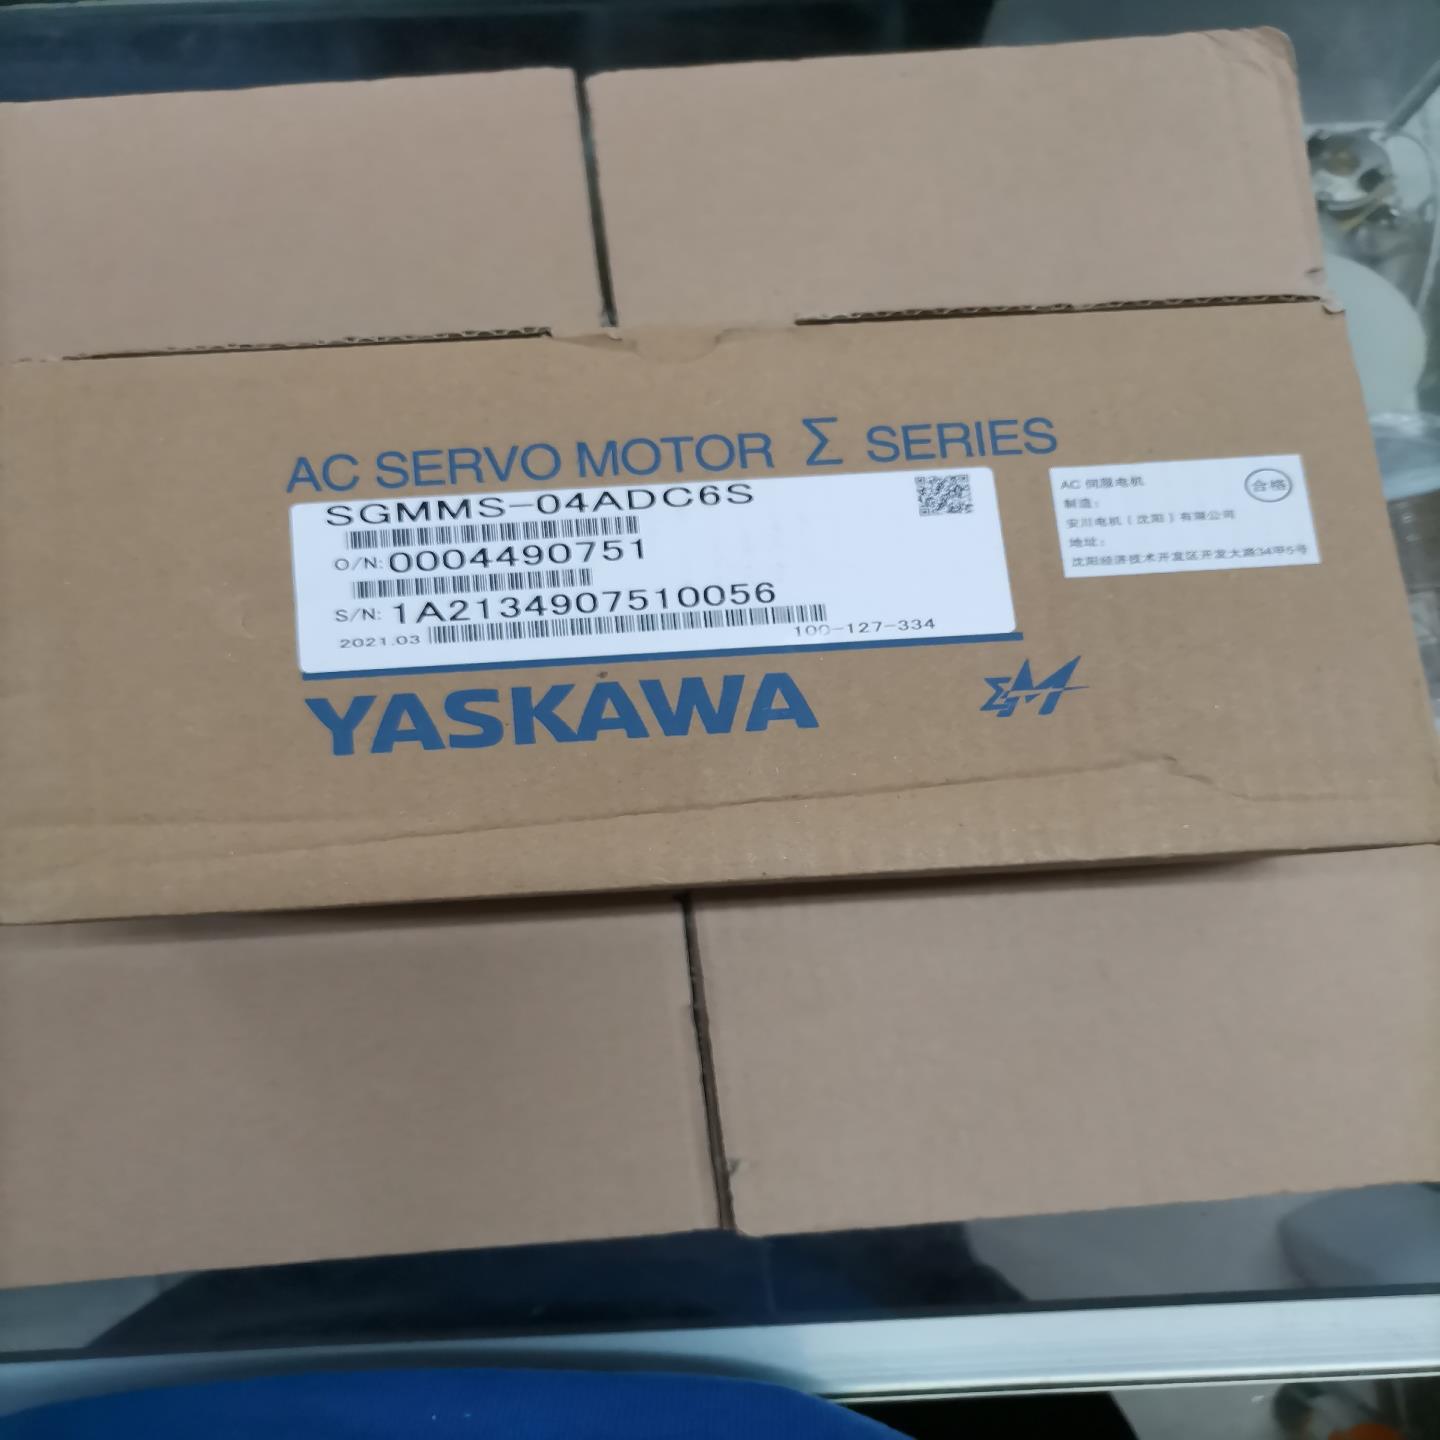 AC SERVO MOTOR Σ SERIES
SGMMS-04ADC6S
O/N: 0004490751
S/N: 1A2134907510056
2021.03
100-127-334
AC 伺服电机
合格
制造：
安川电机（沈阳）有限公司
地址：
沈阳经济技术开发区开发大路34甲5号
YASKAWA